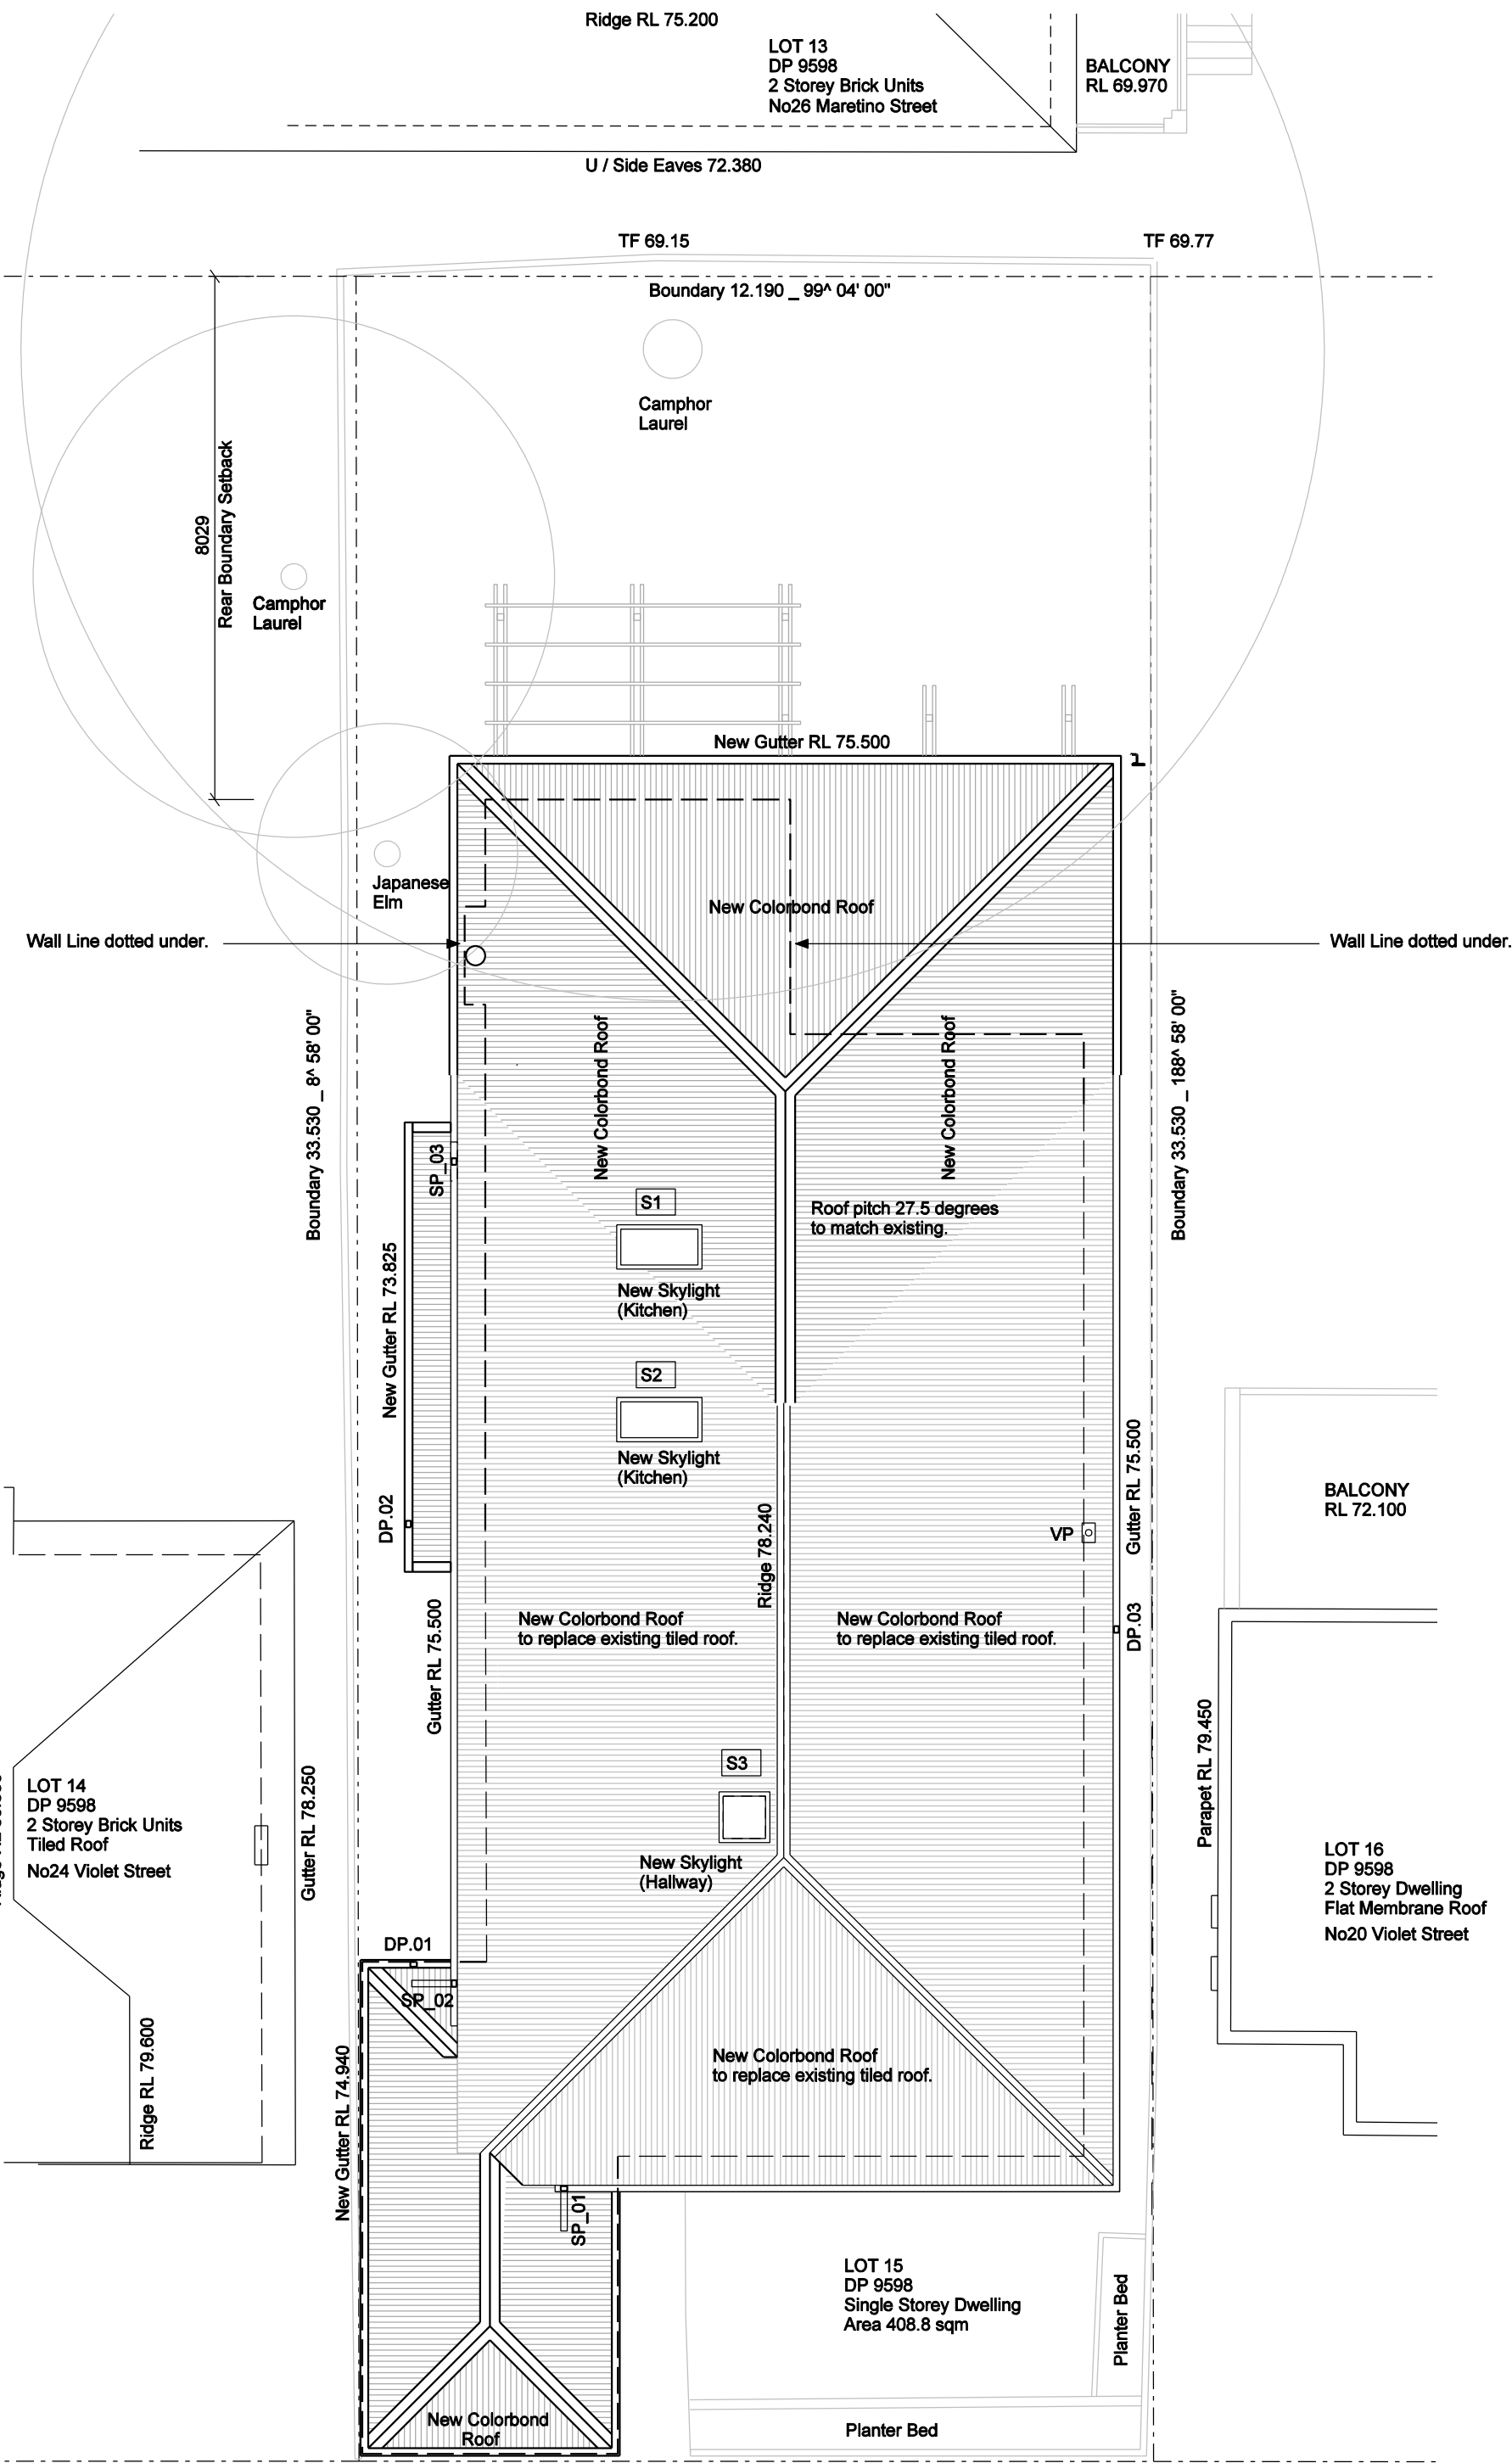 Ridge RL 75.200
LOT 13
DP 9598
2 Storey Brick Units
No26 Maretino Street
BALCONY
RL 69.970
U / Side Eaves 72.380
TF 69.15
TF 69.77
Boundary 12.190 _ 99^ 04' 00"
Camphor
Laurel
8029
Rear Boundary Setback
Camphor
Laurel
New Gutter RL 75.500
1
Japanese
Elm
New Colorbond Roof
Wall Line dotted under.
Wall Line dotted under.
Boundary 33.530 _ 8^ 58' 00"
New Colorbond Roof
New Colorbond Roof
Boundary 33.530 _ 188^ 58' 00"
SP_03
S1
Roof pitch 27.5 degrees
to match existing.
New Gutter RL 73.825
New Skylight
(Kitchen)
S2
New Skylight
(Kitchen)
Gutter RL 75.500
BALCONY
RL 72.100
DP.02
Ridge 78.240
VP
Gutter RL 75.500
New Colorbond Roof
to replace existing tiled roof.
New Colorbond Roof
to replace existing tiled roof.
DP.03
Parapet RL 79.450
S3
LOT 14
DP 9598
2 Storey Brick Units
Tiled Roof
No24 Violet Street
Gutter RL 78.250
New Skylight
(Hallway)
LOT 16
DP 9598
2 Storey Dwelling
Flat Membrane Roof
No20 Violet Street
DP.01
SP_02
Ridge RL 79.600
New Gutter RL 74.940
New Colorbond Roof
to replace existing tiled roof.
SP_01
LOT 15
DP 9598
Single Storey Dwelling
Area 408.8 sqm
Planter Bed
New Colorbond
Roof
Planter Bed